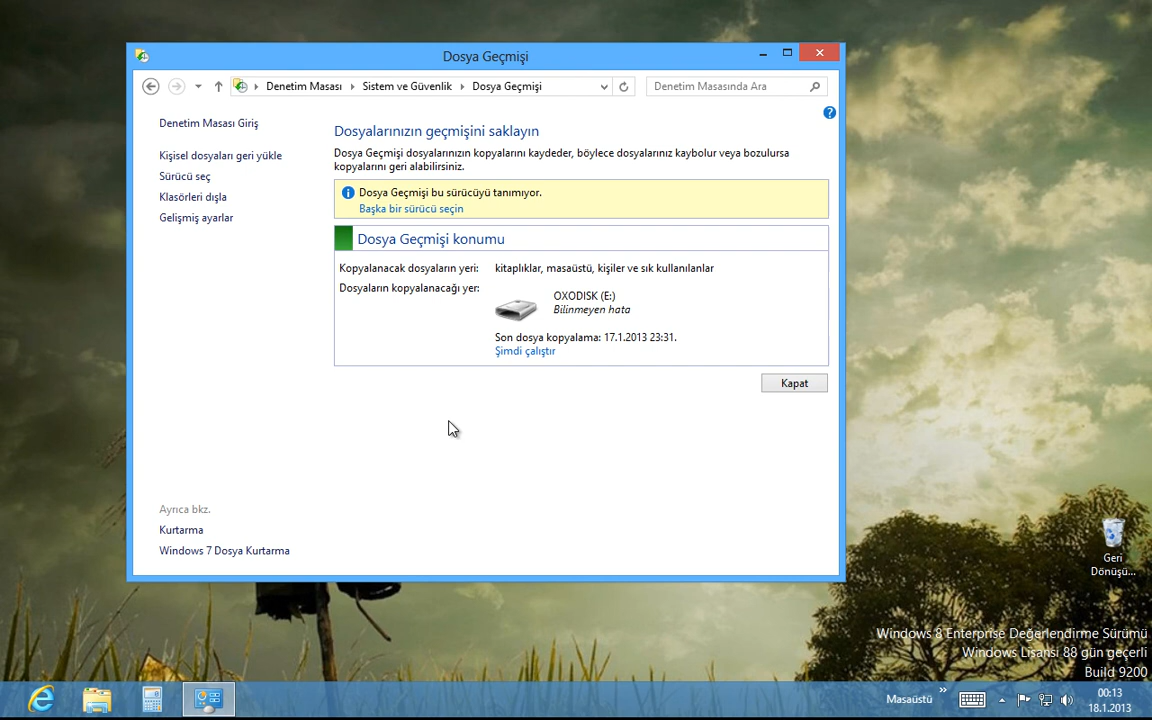 Dosya Geçmişi
Denetim Masası
Sistem ve Güvenlik
Dosya Geçmişi
Denetim Masasında Ara
Denetim Masası Giriş
Kişisel dosyaları geri yükle
Sürücü seç
Klasörleri dışla
Gelişmiş ayarlar
Dosyalarınızın geçmişini saklayın
Dosya Geçmişi dosyalarınızın kopyalarını kaydeder, böylece dosyalarınız kaybolur veya bozulursa
kopyalarını geri alabilirsiniz.
Dosya Geçmişi bu sürücüyü tanımıyor.
Başka bir sürücü seçin
Dosya Geçmişi konumu
Kopyalanacak dosyaların yeri: kitaplıklar, masaüstü, kişiler ve sık kullanılanlar
Dosyaların kopyalanacağı yer:
OXODISK (E:)
Bilinmeyen hata
Son dosya kopyalama: 17.1.2013 23:31.
Şimdi çalıştır
Kapat
Ayrıca bkz.
Kurtarma
Windows 7 Dosya Kurtarma
Geri
Dönüşü...
Windows 8 Enterprise Değerlendirme Sürümü
Windows Lisansı 88 gün geçerli
Build 9200
Masaüstü
00:13
18.1.2013